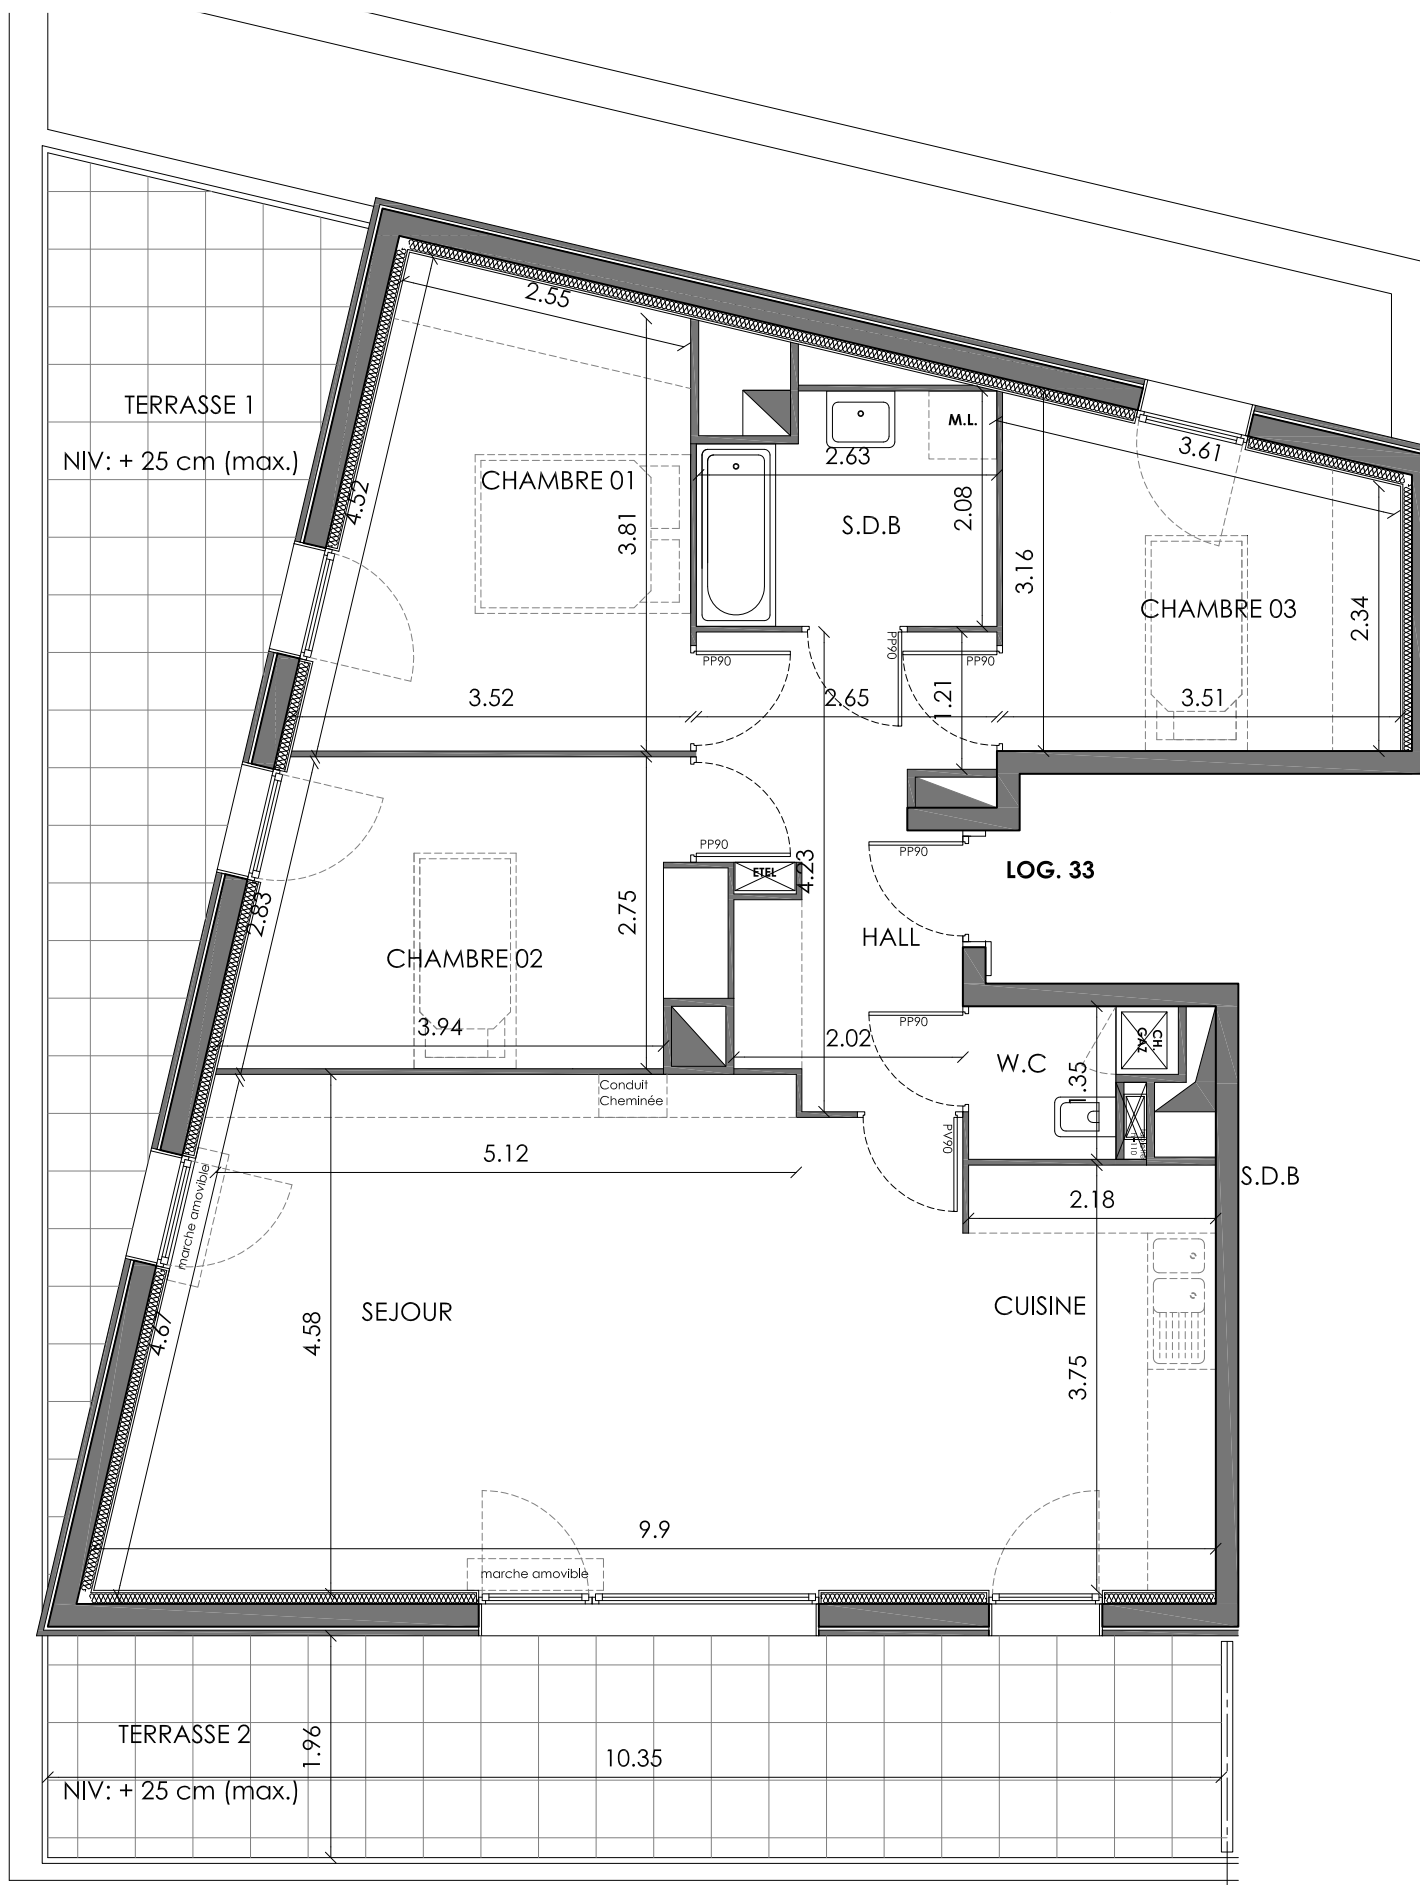 2.55
TERRASSE 1
NIV: + 25 cm (max.)
M.L.
3.61
2.63
CHAMBRE 01
4.52
3.81
S.D.B
2.08
3.16
CHAMBRE 03
2.34
PP60
PP90
PP90
3.52
2.65
1.21
3.51
PP90
PP90
ETEL
4.23
LOG. 33
2.83
2.75
HALL
CHAMBRE 02
3.94
PP90
2.02
W.C
.35
CH.
GAZ
Conduit
Cheminée
PV60
5.12
marche amovible
2.18
S.D.B
SEJOUR
CUISINE
4.67
4.58
3.75
9.9
marche amovible
TERRASSE 2
1.96
10.35
NIV: + 25 cm (max.)